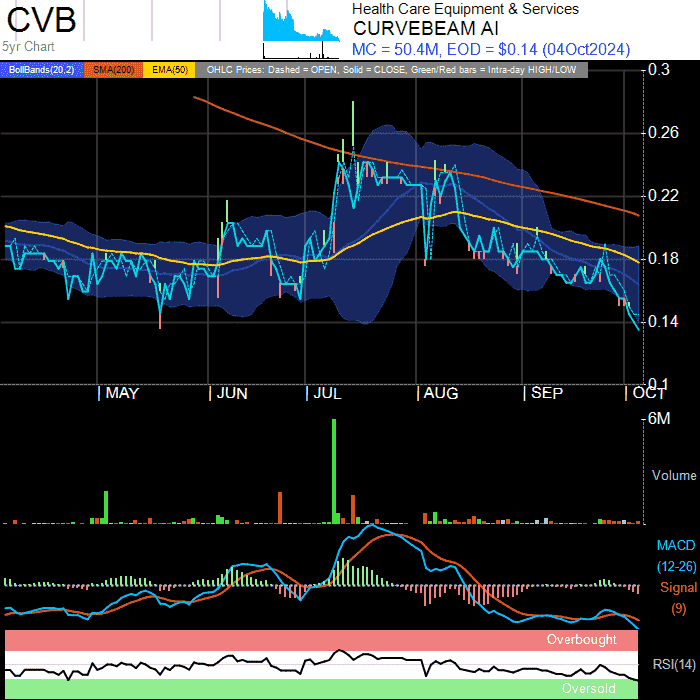 CVB
5yr Chart
Health Care Equipment & Services
CURVEBEAM AI
MC = 50.4M, EOD = $0.14 (04Oct2024)
BollBands(20,2) SMA(200) EMA(50) OHLC Prices: Dashed = OPEN, Solid = CLOSE, Green/Red bars = Intra-day HIGH/LOW
0.3
0.26
0.22
0.18
0.14
0.1
MAY JUN JUL AUG SEP OCT
6M
Volume
MACD
(12-26)
Signal
(9)
Overbought
RSI(14)
Oversold